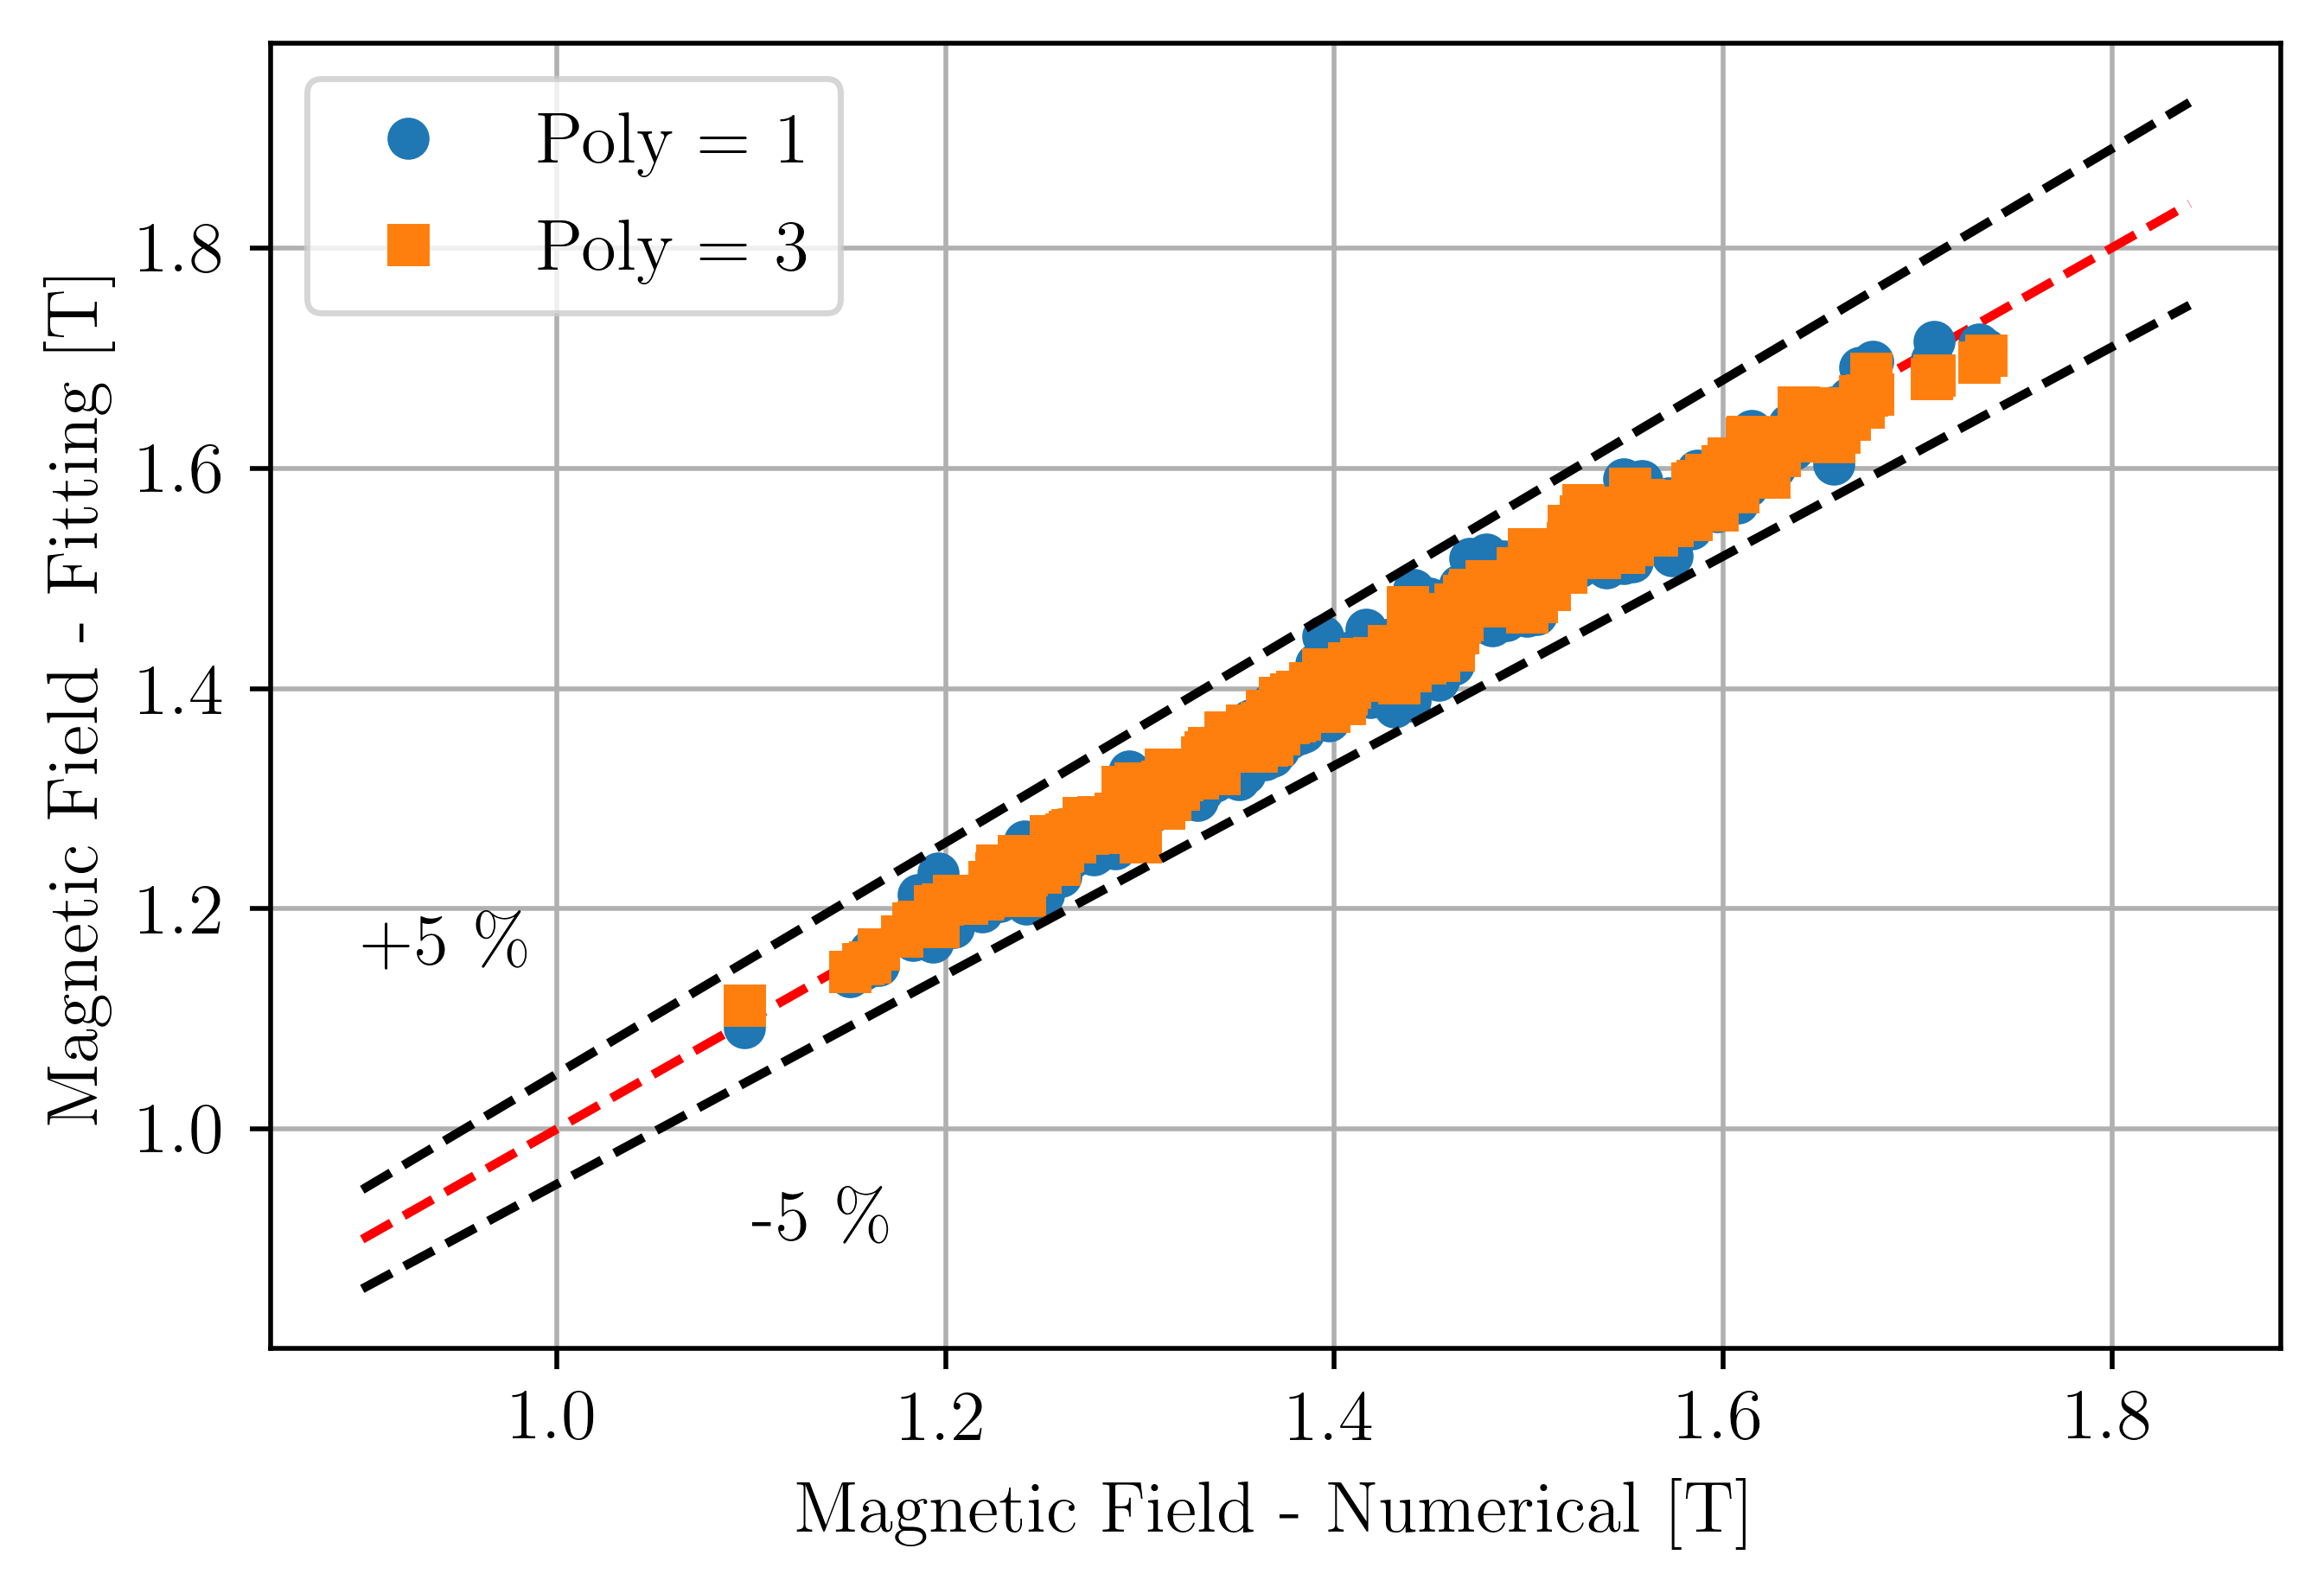 Poly = 1
Poly = 3
Magnetic Field - Fitting [T]
1.8
1.6
1.4
1.2
1.0
+5 %
-5 %
1.0 1.2 1.4 1.6 1.8
Magnetic Field - Numerical [T]